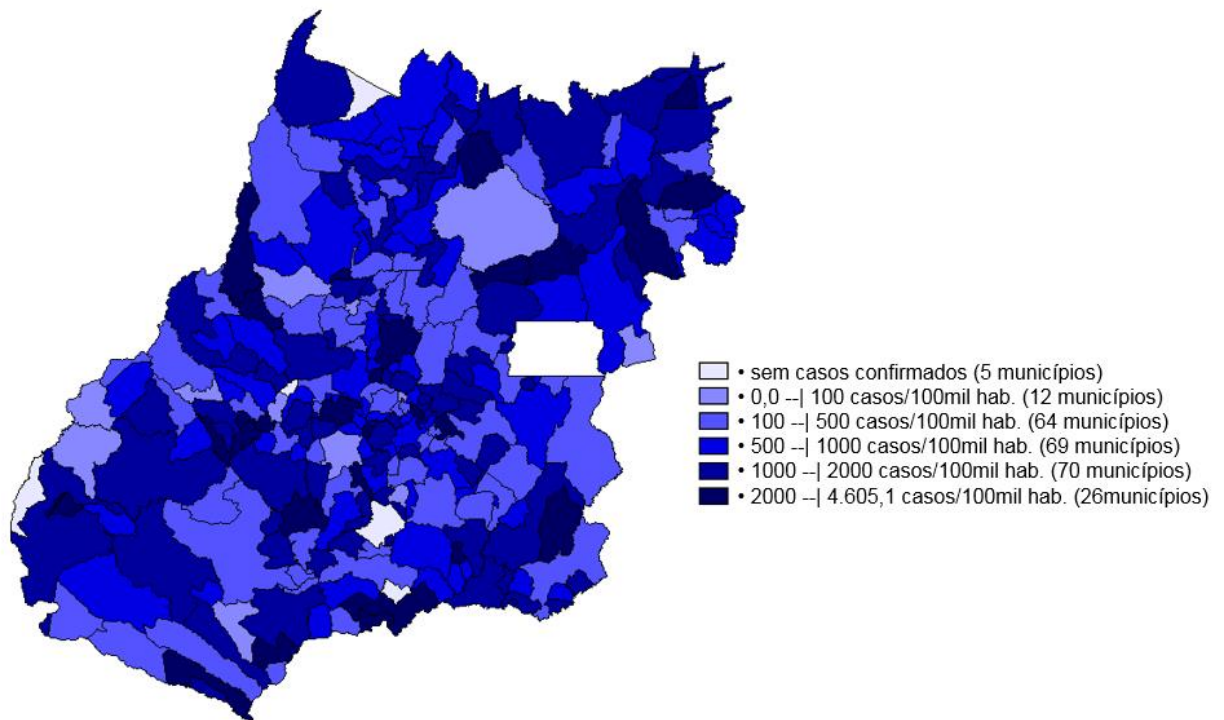 • sem casos confirmados (5 municípios)
• 0,0 --| 100 casos/100mil hab. (12 municípios)
• 100 --| 500 casos/100mil hab. (64 municípios)
• 500 --| 1000 casos/100mil hab. (69 municípios)
• 1000 --| 2000 casos/100mil hab. (70 municípios)
• 2000 --| 4.605,1 casos/100mil hab. (26municípios)